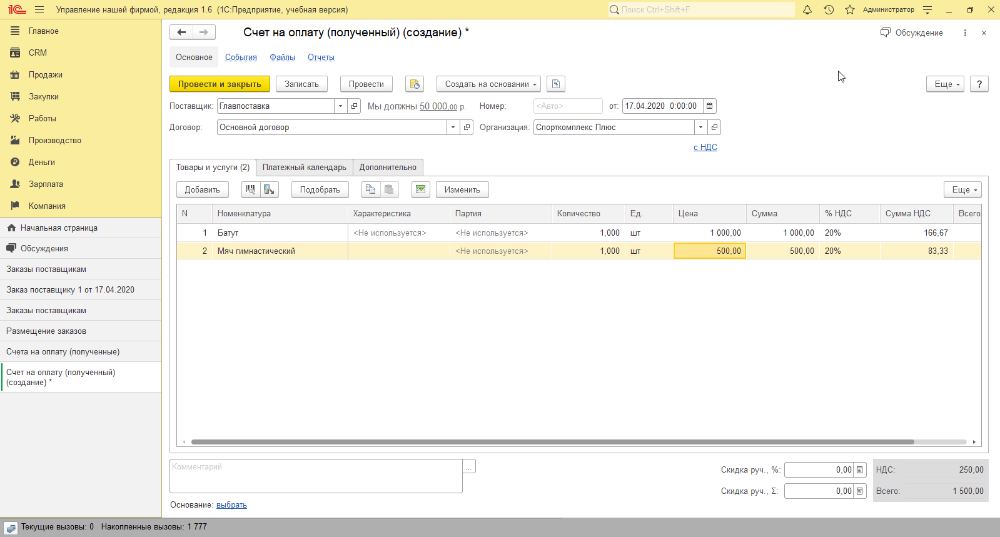 1С Управление нашей фирмой, редакция 1.6 (1С:Предприятие, учебная версия) Поиск Ctrl+Shift+F Администратор
Главное
CRM
Продажи
Закупки
Работы
Производство
Деньги
Зарплата
Компания
Начальная страница
Обсуждения
Заказы поставщикам
Заказ поставщику 1 от 17.04.2020
Заказы поставщикам
Размещение заказов
Счета на оплату (полученные)
Счет на оплату (полученный)
(создание) *
Счет на оплату (полученный) (создание) * Обсуждение
Основное События Файлы Отчеты
Провести и закрыть Записать Провести Создать на основании Еще ?
Поставщик: Главпоставка Мы должны 50 000,00 р. Номер: <Авто> от: 17.04.2020 0:00:00
Договор: Основной договор Организация: Спорткомплекс Плюс
с НДС
Товары и услуги (2) Платежный календарь Дополнительно
Добавить Подобрать Изменить Еще
N Номенклатура Характеристика Партия Количество Ед. Цена Сумма % НДС Сумма НДС Всего
1 Батут <Не используется> <Не используется> 1,000 шт 1 000,00 1 000,00 20% 166,67
2 Мяч гимнастический <Не используется> 1,000 шт 500,00 500,00 20% 83,33
Комментарий ... Скидка руч., %: 0,00 НДС: 250,00
Скидка руч., Σ: 0,00 Всего: 1 500,00
Основание: выбрать
Текущие вызовы: 0 Накопленные вызовы: 1 777